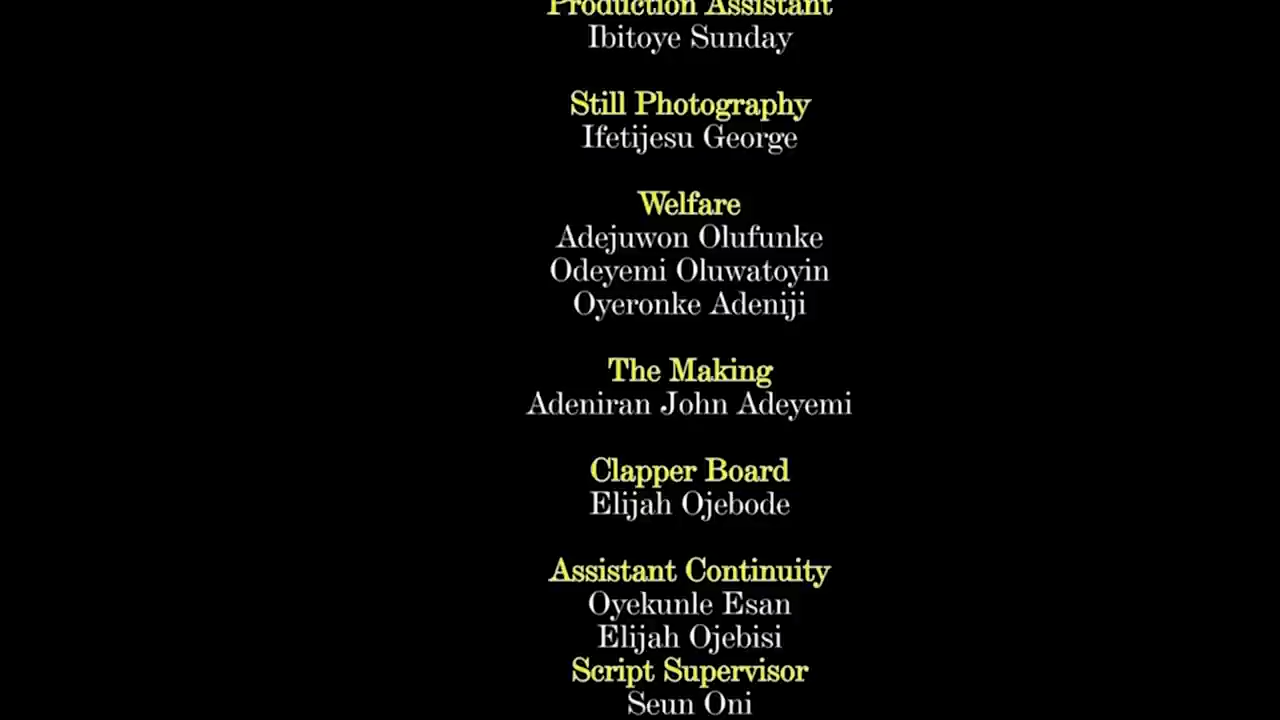 Production Assistant
Ibitoye Sunday
Still Photography
Ifetijesu George
Welfare
Adejuwon Olufunke
Odeyemi Oluwatoyin
Oyeronke Adeniji
The Making
Adeniran John Adeyemi
Clapper Board
Elijah Ojebode
Assistant Continuity
Oyekunle Esan
Elijah Ojebisi
Script Supervisor
Seun Oni